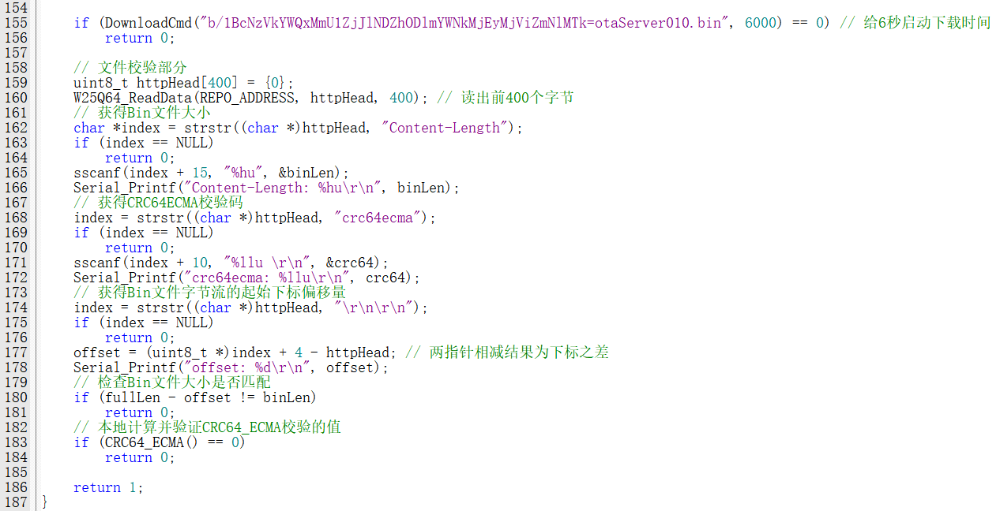 154
155 if (DownloadCmd("b/1BcNzVkYWQxMmU1ZjJlNDZhODlmYWNkMjEyMjViZmNlMTk=otaServer010.bin", 6000) == 0) // 给6秒启动下载时间
156 return 0;
157
158 // 文件校验部分
159 uint8_t httpHead[400] = {0};
160 W25Q64_ReadData(REPO_ADDRESS, httpHead, 400); // 读出前400个字节
161 // 获得Bin文件大小
162 char *index = strstr((char *)httpHead, "Content-Length");
163 if (index == NULL)
164 return 0;
165 sscanf(index + 15, "%hu", &binLen);
166 Serial_Printf("Content-Length: %hu\r\n", binLen);
167 // 获得CRC64ECMA校验码
168 index = strstr((char *)httpHead, "crc64ecma");
169 if (index == NULL)
170 return 0;
171 sscanf(index + 10, "%llu \r\n", &crc64);
172 Serial_Printf("crc64ecma: %llu\r\n", crc64);
173 // 获得Bin文件字节流的起始下标偏移量
174 index = strstr((char *)httpHead, "\r\n\r\n");
175 if (index == NULL)
176 return 0;
177 offset = (uint8_t *)index + 4 - httpHead; // 两指针相减结果为下标之差
178 Serial_Printf("offset: %d\r\n", offset);
179 // 检查Bin文件大小是否匹配
180 if (fullLen - offset != binLen)
181 return 0;
182 // 本地计算并验证CRC64_ECMA校验的值
183 if (CRC64_ECMA() == 0)
184 return 0;
185
186 return 1;
187 }